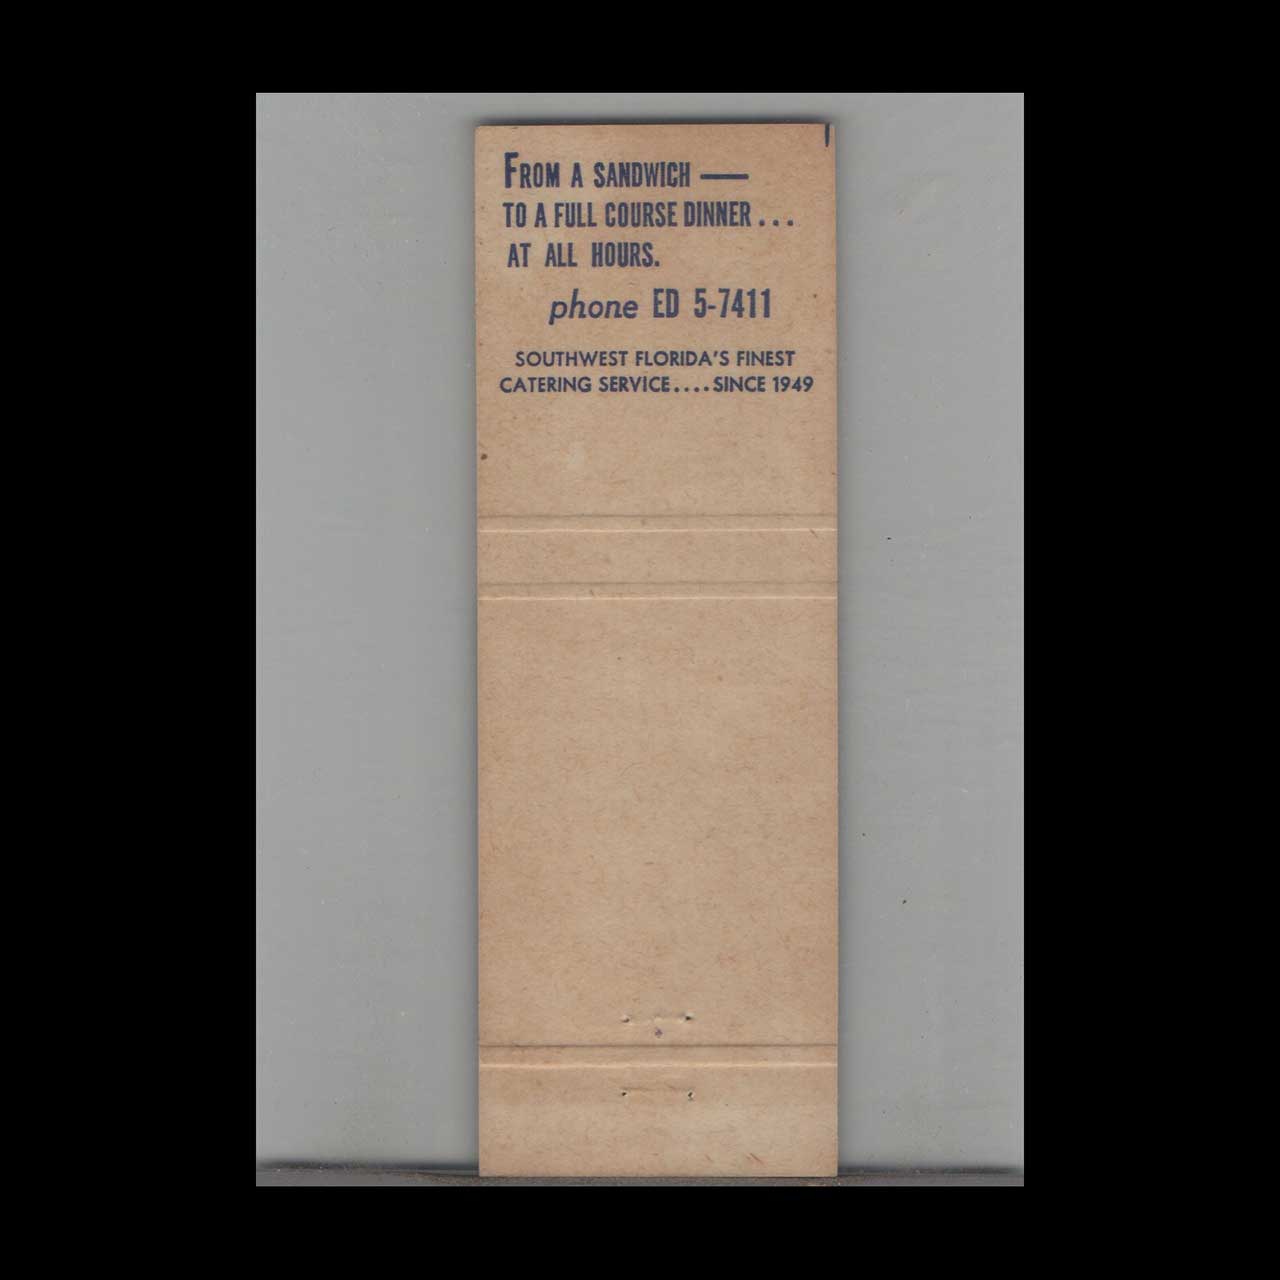 FROM A SANDWICH —
TO A FULL COURSE DINNER . . .
AT ALL HOURS.
phone ED 5-7411
SOUTHWEST FLORIDA'S FINEST
CATERING SERVICE....SINCE 1949